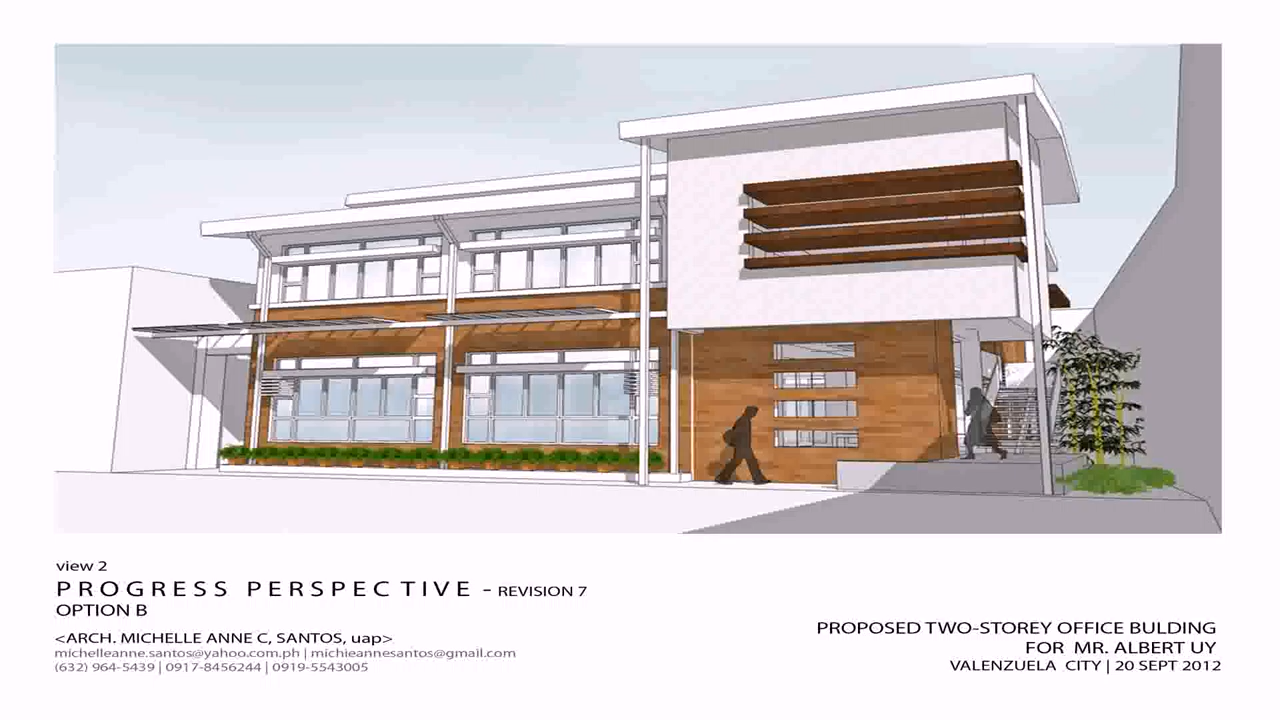 view 2
PROGRESS PERSPECTIVE - REVISION 7
OPTION B
<ARCH. MICHELLE ANNE C, SANTOS, uap>
michelleanne.santos@yahoo.com.ph | michieannesantos@gmail.com
(632) 964-5439 | 0917-8456244 | 0919-5543005
PROPOSED TWO-STOREY OFFICE BULDING
FOR MR. ALBERT UY
VALENZUELA CITY | 20 SEPT 2012